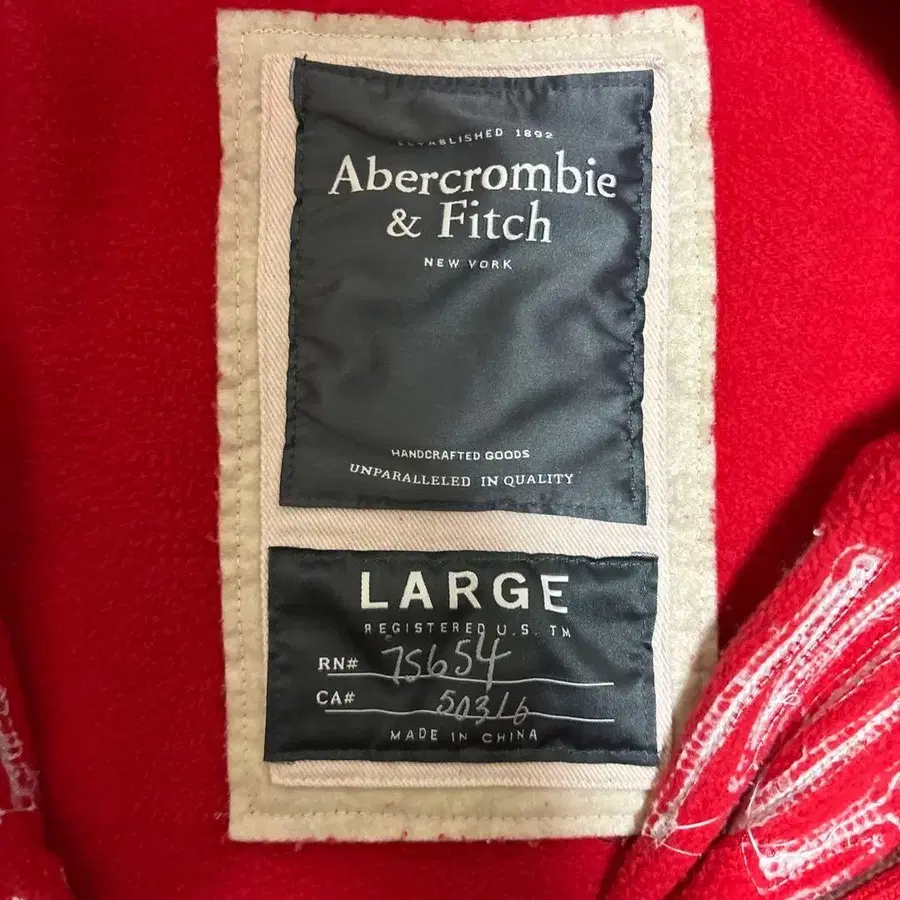 ESTABLISHED 1892
Abercrombie
& Fitch
NEW YORK
HANDCRAFTED GOODS
UNPARALLELED IN QUALITY
LARGE
REGISTERED U.S. TM
RN# 75654
CA# 50316
MADE IN CHINA